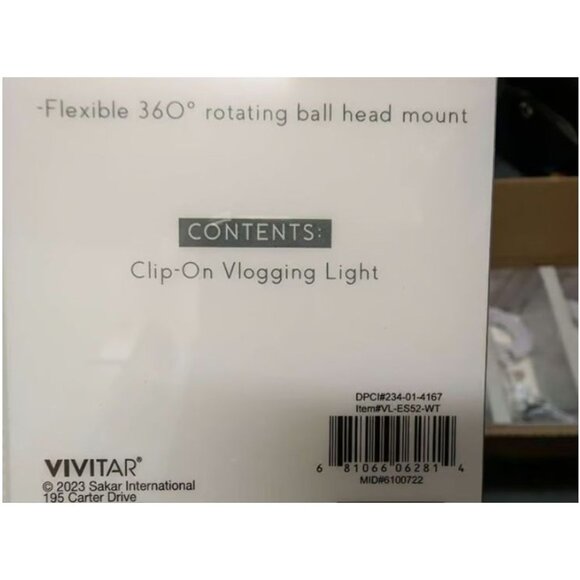 -Flexible 360° rotating ball head mount
CONTENTS:
Clip-On Vlogging Light
DPCI#234-01-4167
Item#VL-ES52-WT
6 81066 06281 4
MID#6100722
VIVITAR®
© 2023 Sakar International
195 Carter Drive